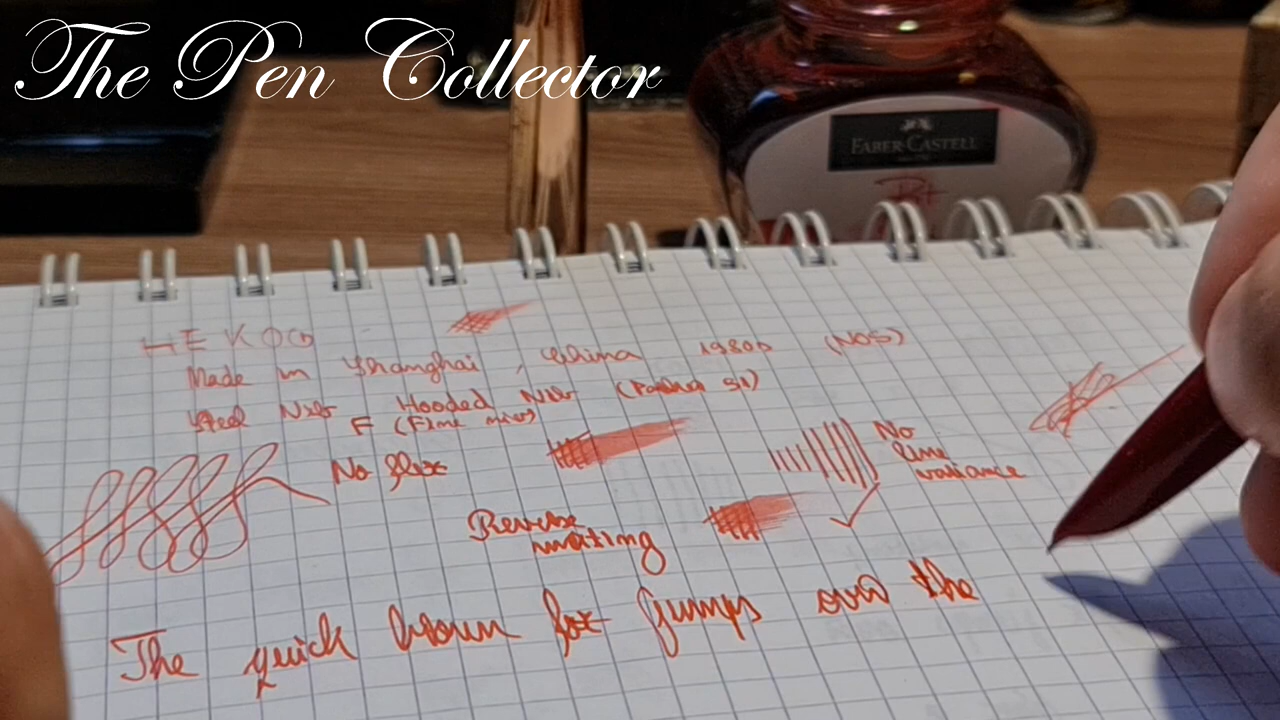 The Pen Collector
FABER-CASTELL
HEKOO
Made in Shanghai, China 1980s (NOS)
Steel Nib Hooded Nib (Parker 51)
F (Fine nib)
No flex
No
line
variance
Reverse
writing
The quick brown fox jumps over the